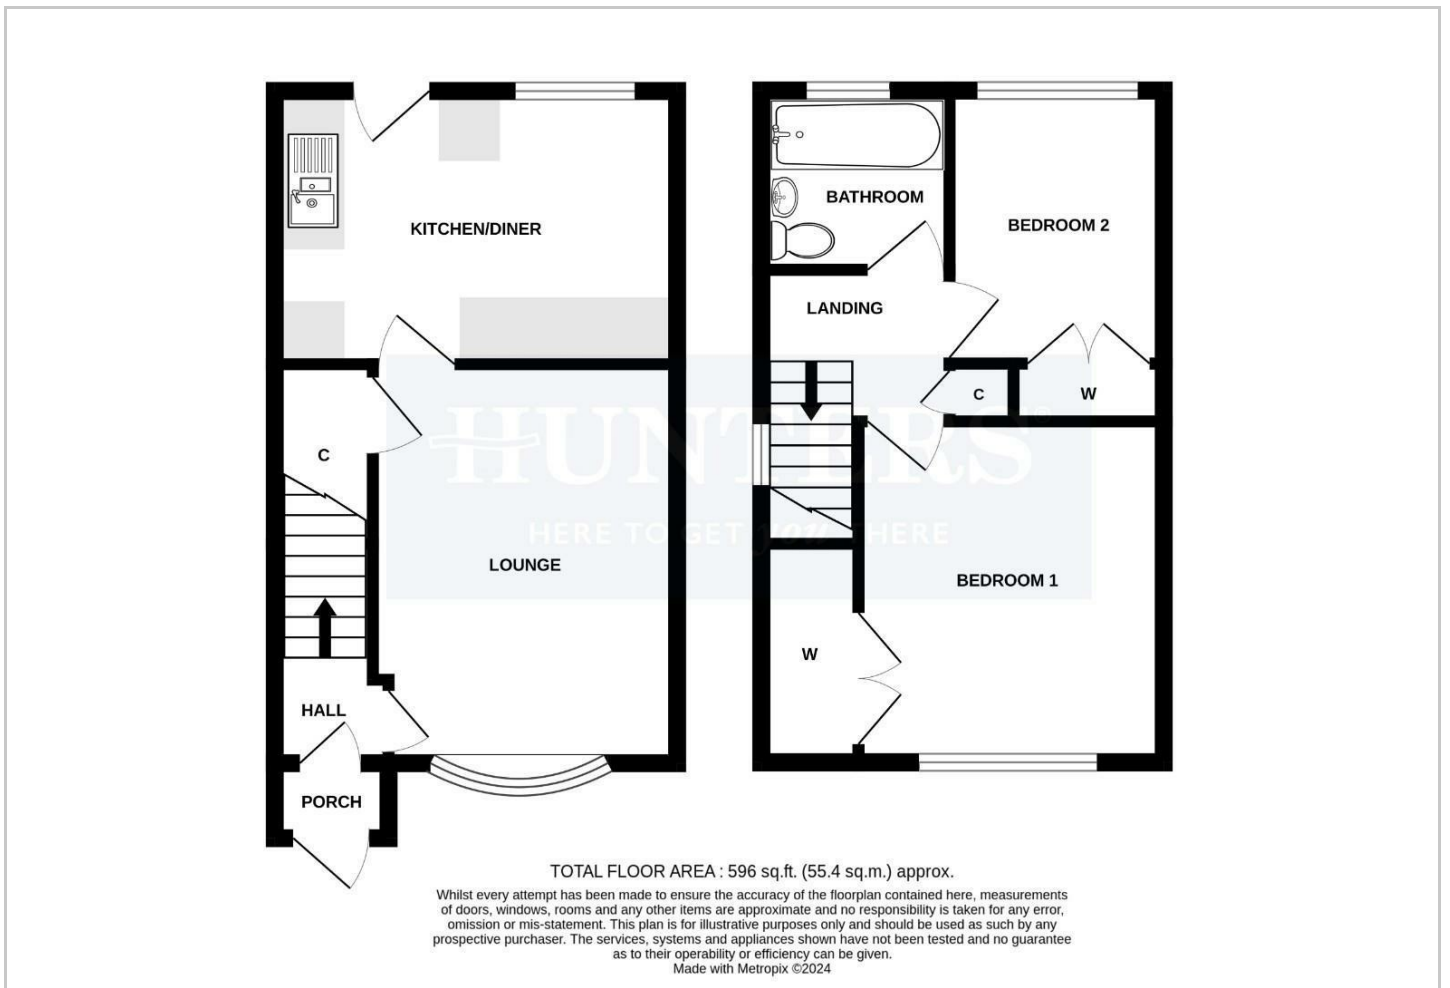 KITCHEN/DINER
C
LOUNGE
HALL
PORCH
BATHROOM
BEDROOM 2
LANDING
C
W
BEDROOM 1
W
HUNTERS®
HERE TO GET you THERE
TOTAL FLOOR AREA : 596 sq.ft. (55.4 sq.m.) approx.
Whilst every attempt has been made to ensure the accuracy of the floorplan contained here, measurements
of doors, windows, rooms and any other items are approximate and no responsibility is taken for any error,
omission or mis-statement. This plan is for illustrative purposes only and should be used as such by any
prospective purchaser. The services, systems and appliances shown have not been tested and no guarantee
as to their operability or efficiency can be given.
Made with Metropix ©2024